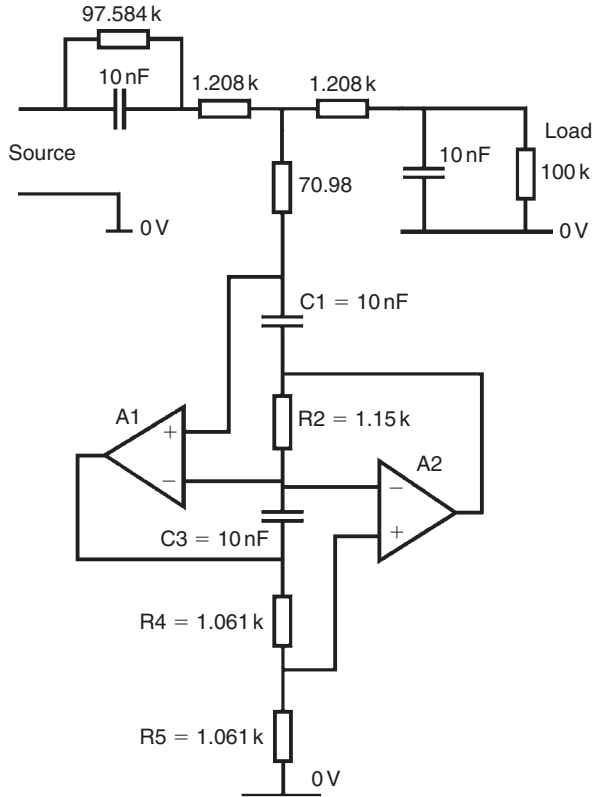 97.584 k
10 nF
1.208 k
1.208 k
Source
0 V
70.98
10 nF
Load
100 k
0 V
C1 = 10 nF
A1
+
−
R2 = 1.15 k
A2
−
+
C3 = 10 nF
R4 = 1.061 k
R5 = 1.061 k
0 V